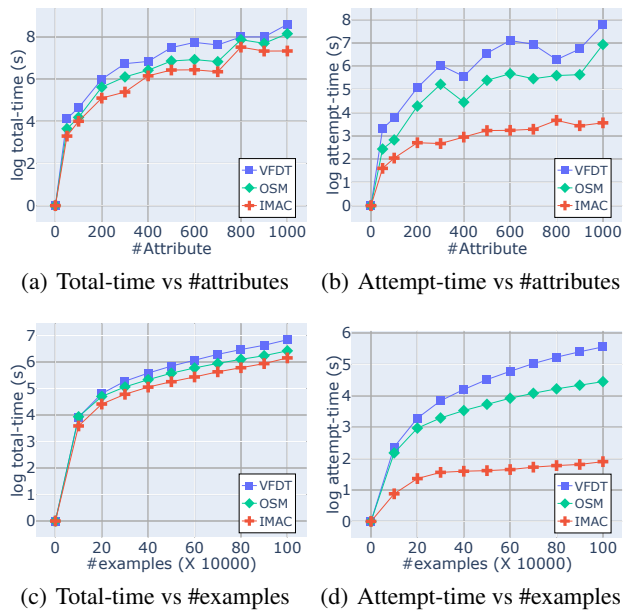 log total-time (s)
8
6
4
2
0
0 200 400 600 800 1000
#Attribute
VFDT
OSM
IMAC
(a) Total-time vs #attributes
log attempt-time (s)
8
7
6
5
4
3
2
1
0
0 200 400 600 800 1000
#Attribute
VFDT
OSM
IMAC
(b) Attempt-time vs #attributes
log total-time (s)
7
6
5
4
3
2
1
0
0 20 40 60 80 100
#examples (X 10000)
VFDT
OSM
IMAC
(c) Total-time vs #examples
log attempt-time (s)
6
5
4
3
2
1
0
0 20 40 60 80 100
#examples (X 10000)
VFDT
OSM
IMAC
(d) Attempt-time vs #examples